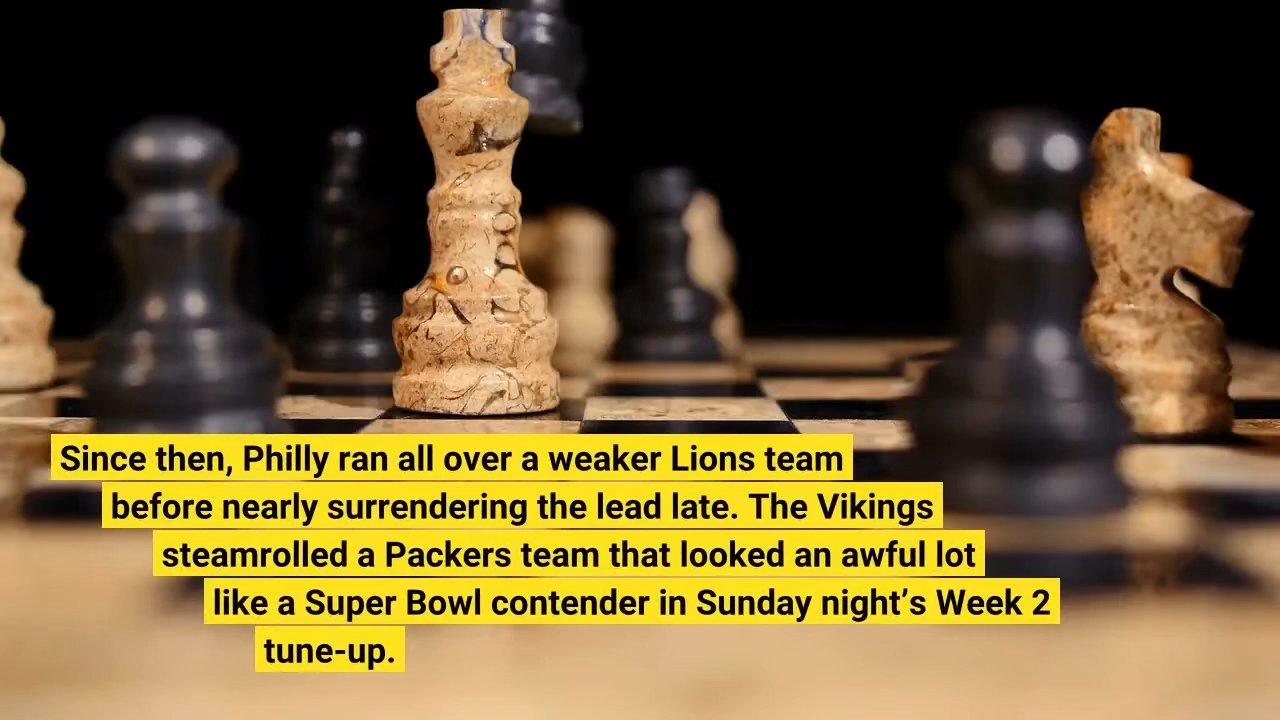 Since then, Philly ran all over a weaker Lions team
before nearly surrendering the lead late. The Vikings
steamrolled a Packers team that looked an awful lot
like a Super Bowl contender in Sunday night’s Week 2
tune-up.